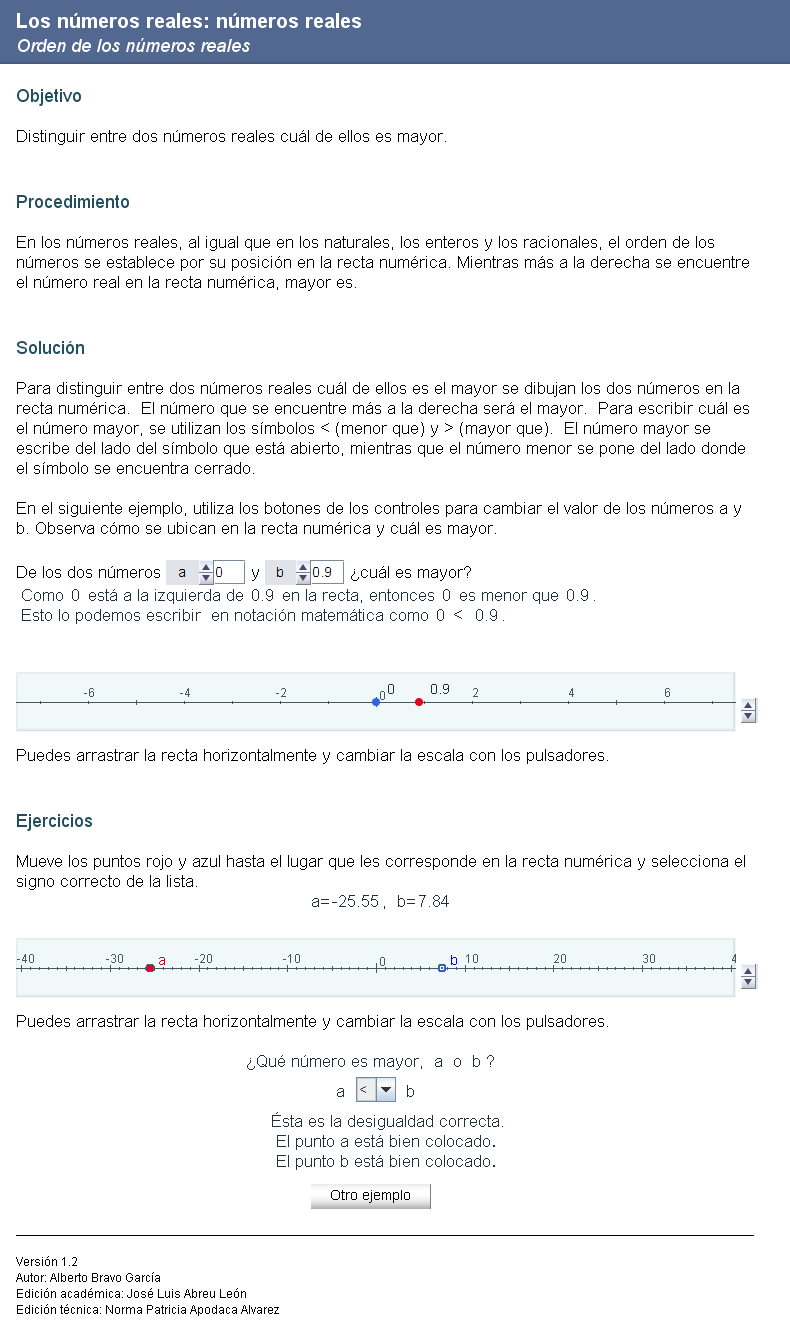 Los números reales: números reales
Orden de los números reales
Objetivo
Distinguir entre dos números reales cuál de ellos es mayor.
Procedimiento
En los números reales, al igual que en los naturales, los enteros y los racionales, el orden de los
números se establece por su posición en la recta numérica. Mientras más a la derecha se encuentre
el número real en la recta numérica, mayor es.
Solución
Para distinguir entre dos números reales cuál de ellos es el mayor se dibujan los dos números en la
recta numérica. El número que se encuentre más a la derecha será el mayor. Para escribir cuál es
el número mayor, se utilizan los símbolos < (menor que) y > (mayor que). El número mayor se
escribe del lado del símbolo que está abierto, mientras que el número menor se pone del lado donde
el símbolo se encuentra cerrado.
En el siguiente ejemplo, utiliza los botones de los controles para cambiar el valor de los números a y
b. Observa cómo se ubican en la recta numérica y cuál es mayor.
De los dos números a 0 y b 0.9 ¿cuál es mayor?
Como 0 está a la izquierda de 0.9 en la recta, entonces 0 es menor que 0.9.
Esto lo podemos escribir en notación matemática como 0 < 0.9.
-6 -4 -2 0 0 0.9 2 4 6
Puedes arrastrar la recta horizontalmente y cambiar la escala con los pulsadores.
Ejercicios
Mueve los puntos rojo y azul hasta el lugar que les corresponde en la recta numérica y selecciona el
signo correcto de la lista.
a=-25.55, b=7.84
-40 -30 a -20 -10 0 b 10 20 30 4
Puedes arrastrar la recta horizontalmente y cambiar la escala con los pulsadores.
¿Qué número es mayor, a o b ?
a < b
Ésta es la desigualdad correcta.
El punto a está bien colocado.
El punto b está bien colocado.
Otro ejemplo
Versión 1.2
Autor: Alberto Bravo García
Edición académica: José Luis Abreu León
Edición técnica: Norma Patricia Apodaca Alvarez